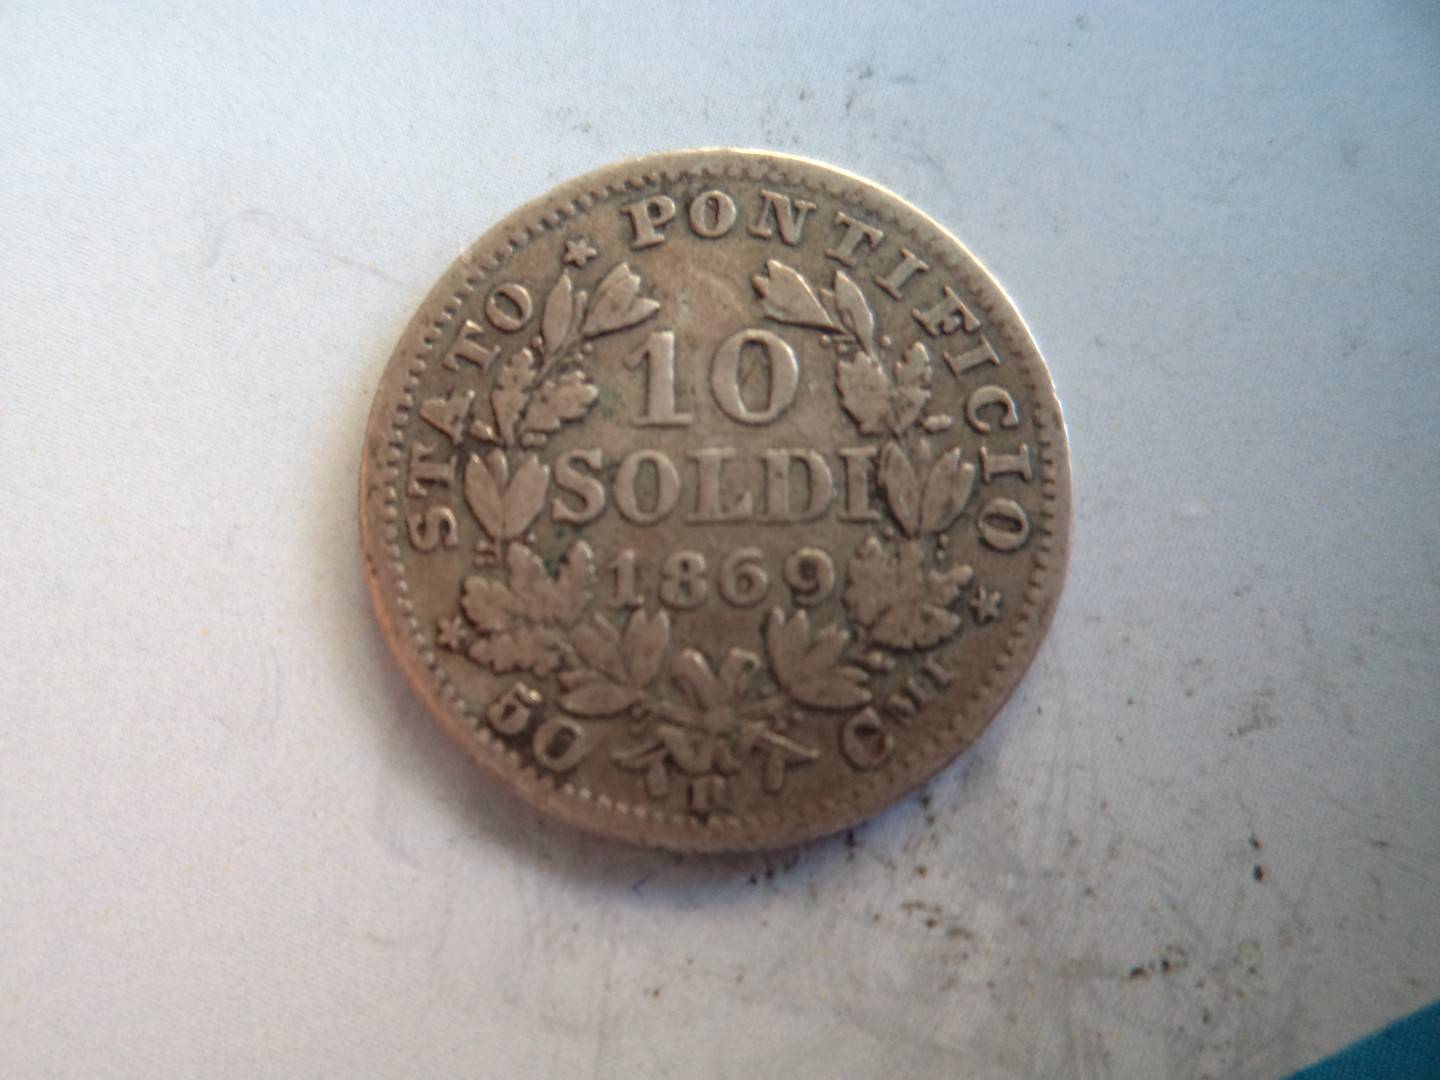 STATO ★ PONTIFICIO ★
10
SOLDI
1869
★ 50 CMI
R